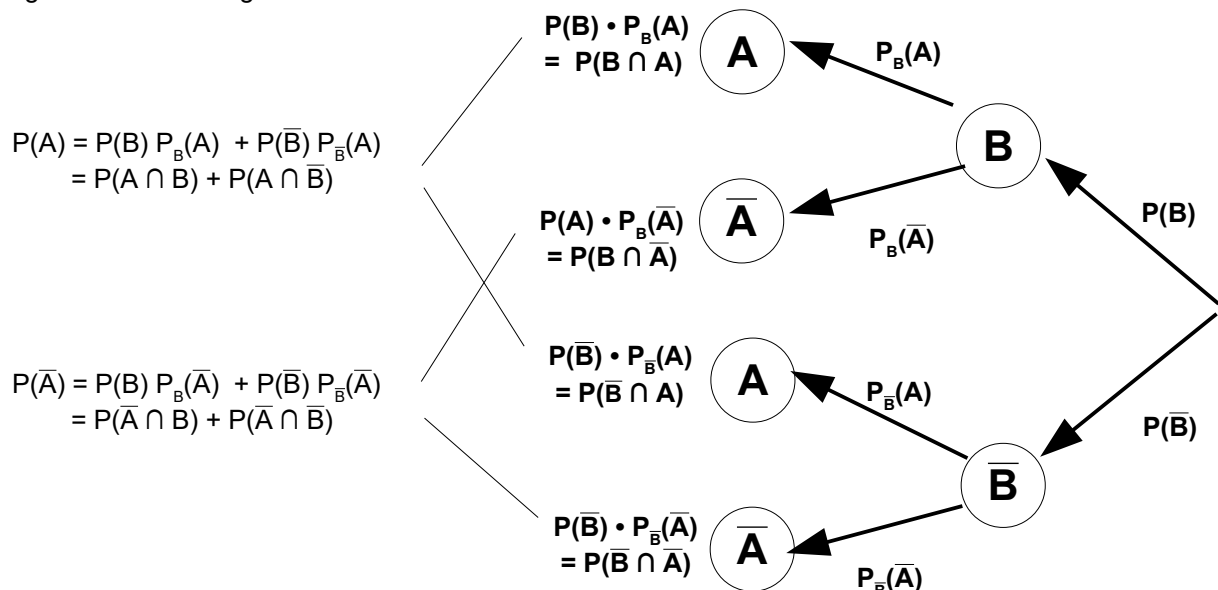 P(B) • P_B(A)
= P(B ∩ A)
A
P_B(A)
P(A) = P(B) P_B(A) + P(B̅) P_B̅(A)
= P(A ∩ B) + P(A ∩ B̅)
B
P(A) • P_B(A̅)
= P(B ∩ A̅)
A̅
P_B(A̅)
P(B)
P(A̅) = P(B) P_B(A̅) + P(B̅) P_B̅(A̅)
= P(A̅ ∩ B) + P(A̅ ∩ B̅)
P(B̅) • P_B̅(A)
= P(B̅ ∩ A)
A
P_B̅(A)
P(B̅)
B̅
P(B̅) • P_B̅(A̅)
= P(B̅ ∩ A̅)
A̅
P_B̅(A̅)